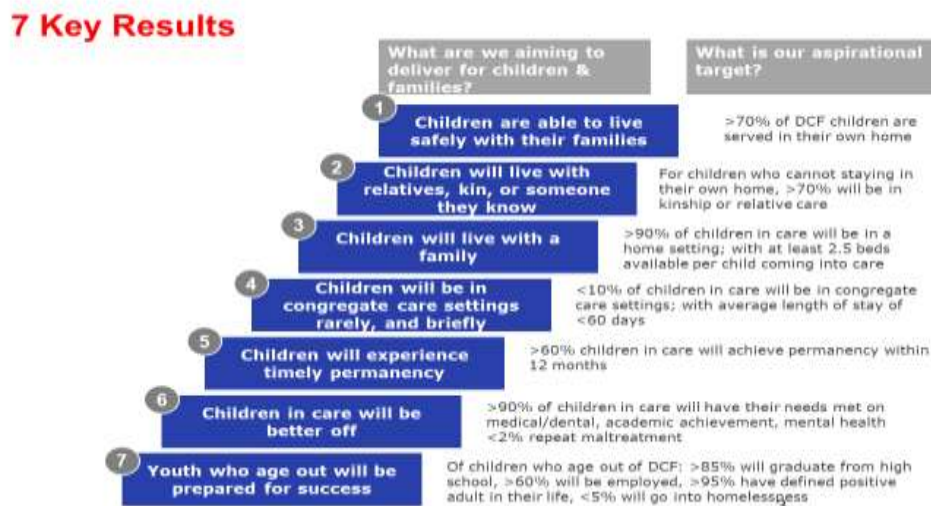 7 Key Results
What are we aiming to
deliver for children &
families?
What is our aspirational
target?
1
Children are able to live
safely with their families
>70% of DCF children are
served in their own home
2
Children will live with
relatives, kin, or someone
they know
For children who cannot staying in
their own home, >70% will be in
kinship or relative care
3
Children will live with a
family
>90% of children in care will be in a
home setting; with at least 2.5 beds
available per child coming into care
4
Children will be in
congregate care settings
rarely, and briefly
<10% of children in care will be in congregate
care settings; with average length of stay of
<60 days
5
Children will experience
timely permanency
>60% children in care will achieve permanency within
12 months
6
Children in care will be
better off
>90% of children in care will have their needs met on
medical/dental, academic achievement, mental health
<2% repeat maltreatment
7
Youth who age out will be
prepared for success
Of children who age out of DCF: >85% will graduate from high
school, >60% will be employed, >95% have defined positive
adult in their life, <5% will go into homelessness